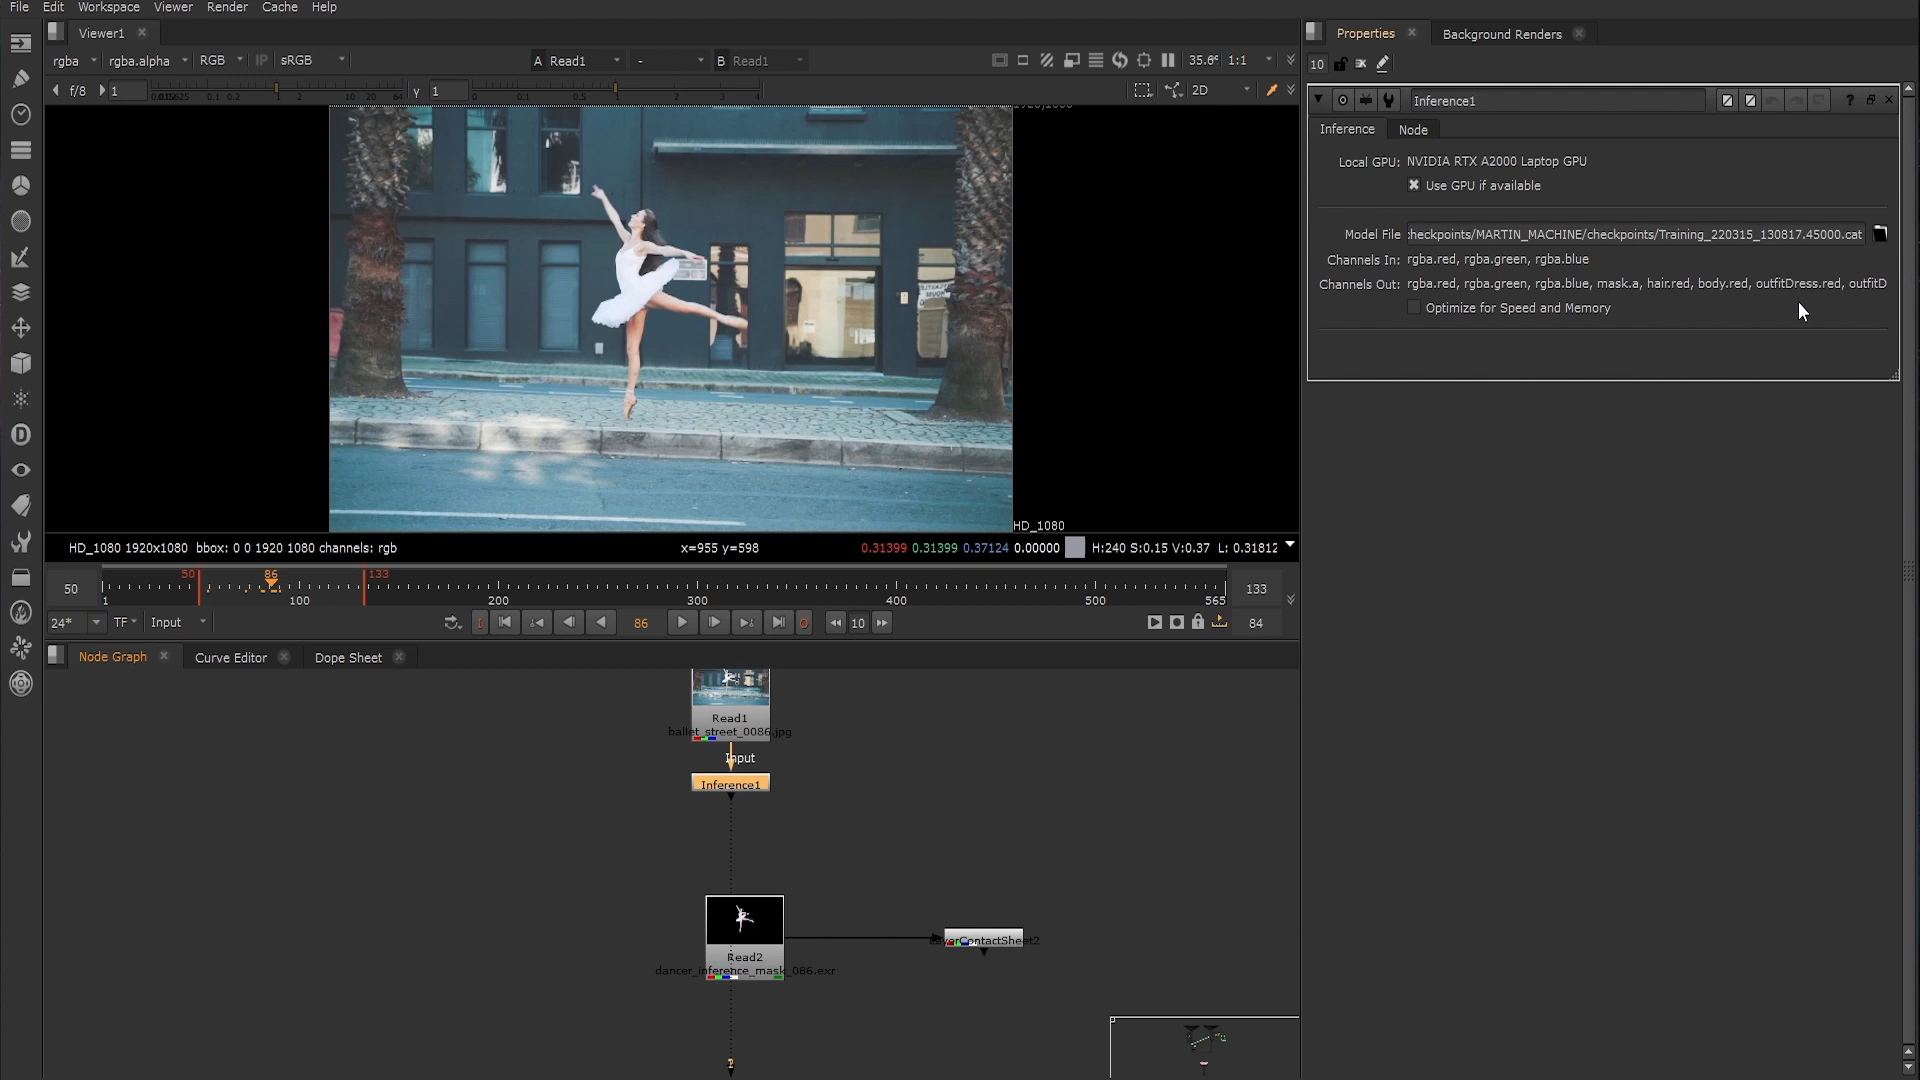 File Edit Workspace Viewer Render Cache Help
Viewer1
Properties
Background Renders
rgba rgba.alpha RGB IP sRGB A Read1 - B Read1 35.6% 1:1
10
f/8 1 γ 1 2D
Inference1
Inference Node
Local GPU: NVIDIA RTX A2000 Laptop GPU
Use GPU if available
Model File :heckpoints/MARTIN_MACHINE/checkpoints/Training_220315_130817.45000.cat
Channels In: rgba.red, rgba.green, rgba.blue
Channels Out: rgba.red, rgba.green, rgba.blue, mask.a, hair.red, body.red, outfitDress.red, outfitD
Optimize for Speed and Memory
HD_1080
HD_1080 1920x1080 bbox: 0 0 1920 1080 channels: rgb
x=955 y=598
0.31399 0.31399 0.37124 0.00000 H:240 S:0.15 V:0.37 L: 0.31812
50 86 133
50 133
1 100 200 300 400 500 565
24* TF Input 86 10 84
Node Graph Curve Editor Dope Sheet
Read1
ballet_street_0086.jpg
Input
Inference1
LayerContactSheet2
Read2
dancer_inference_mask_086.exr